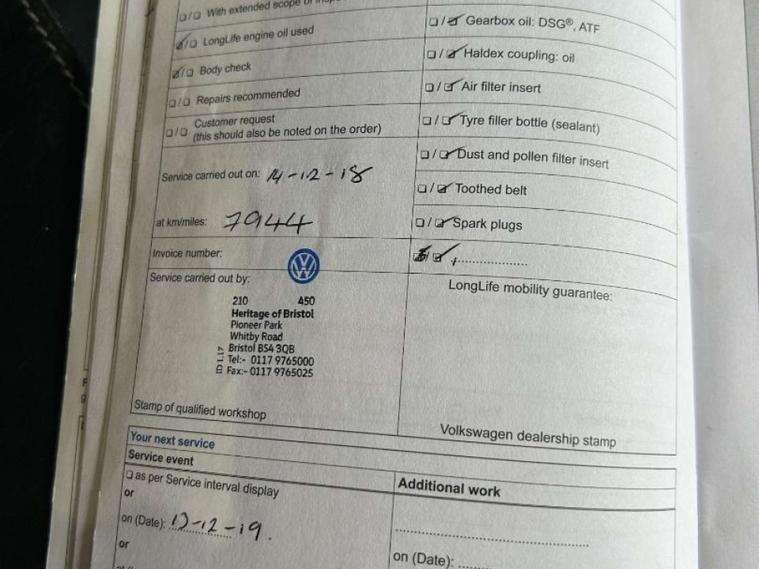 ☐/☐ With extended scope of
☑/☐ LongLife engine oil used
☑/☐ Body check
☐/☐ Repairs recommended
☐/☐ Customer request
(this should also be noted on the order)
Service carried out on: 14-12-18
at km/miles: 7944
Invoice number:
Service carried out by:
210 450
Heritage of Bristol
Pioneer Park
Whitby Road
Bristol BS4 3QB
Tel:- 0117 9765000
Fax:- 0117 9765025
Stamp of qualified workshop
☐/☑ Gearbox oil: DSG®, ATF
☐/☑ Haldex coupling: oil
☐/☑ Air filter insert
☐/☑ Tyre filler bottle (sealant)
☐/☑ Dust and pollen filter insert
☐/☑ Toothed belt
☐/☑ Spark plugs
LongLife mobility guarantee:
Volkswagen dealership stamp
Your next service
Service event
☐ as per Service interval display
or
on (Date): 13-12-19.
or
Additional work
on (Date):